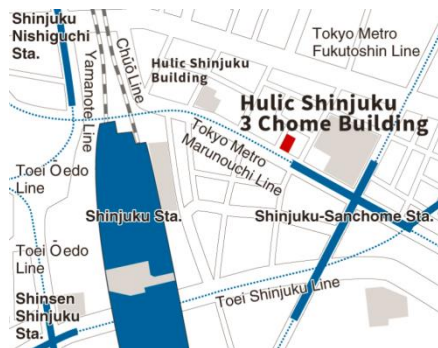 Shinjuku
Nishiguchi
Sta.
Yamanote Line
Chūō Line
Tokyo Metro
Fukutoshin Line
Hulic Shinjuku
Building
Hulic Shinjuku
3 Chome Building
Tokyo Metro
Marunouchi Line
Toei Ōedo
Line
Shinjuku Sta.
Shinjuku-Sanchome Sta.
Toei Ōedo
Line
Toei Shinjuku Line
Shinsen
Shinjuku
Sta.